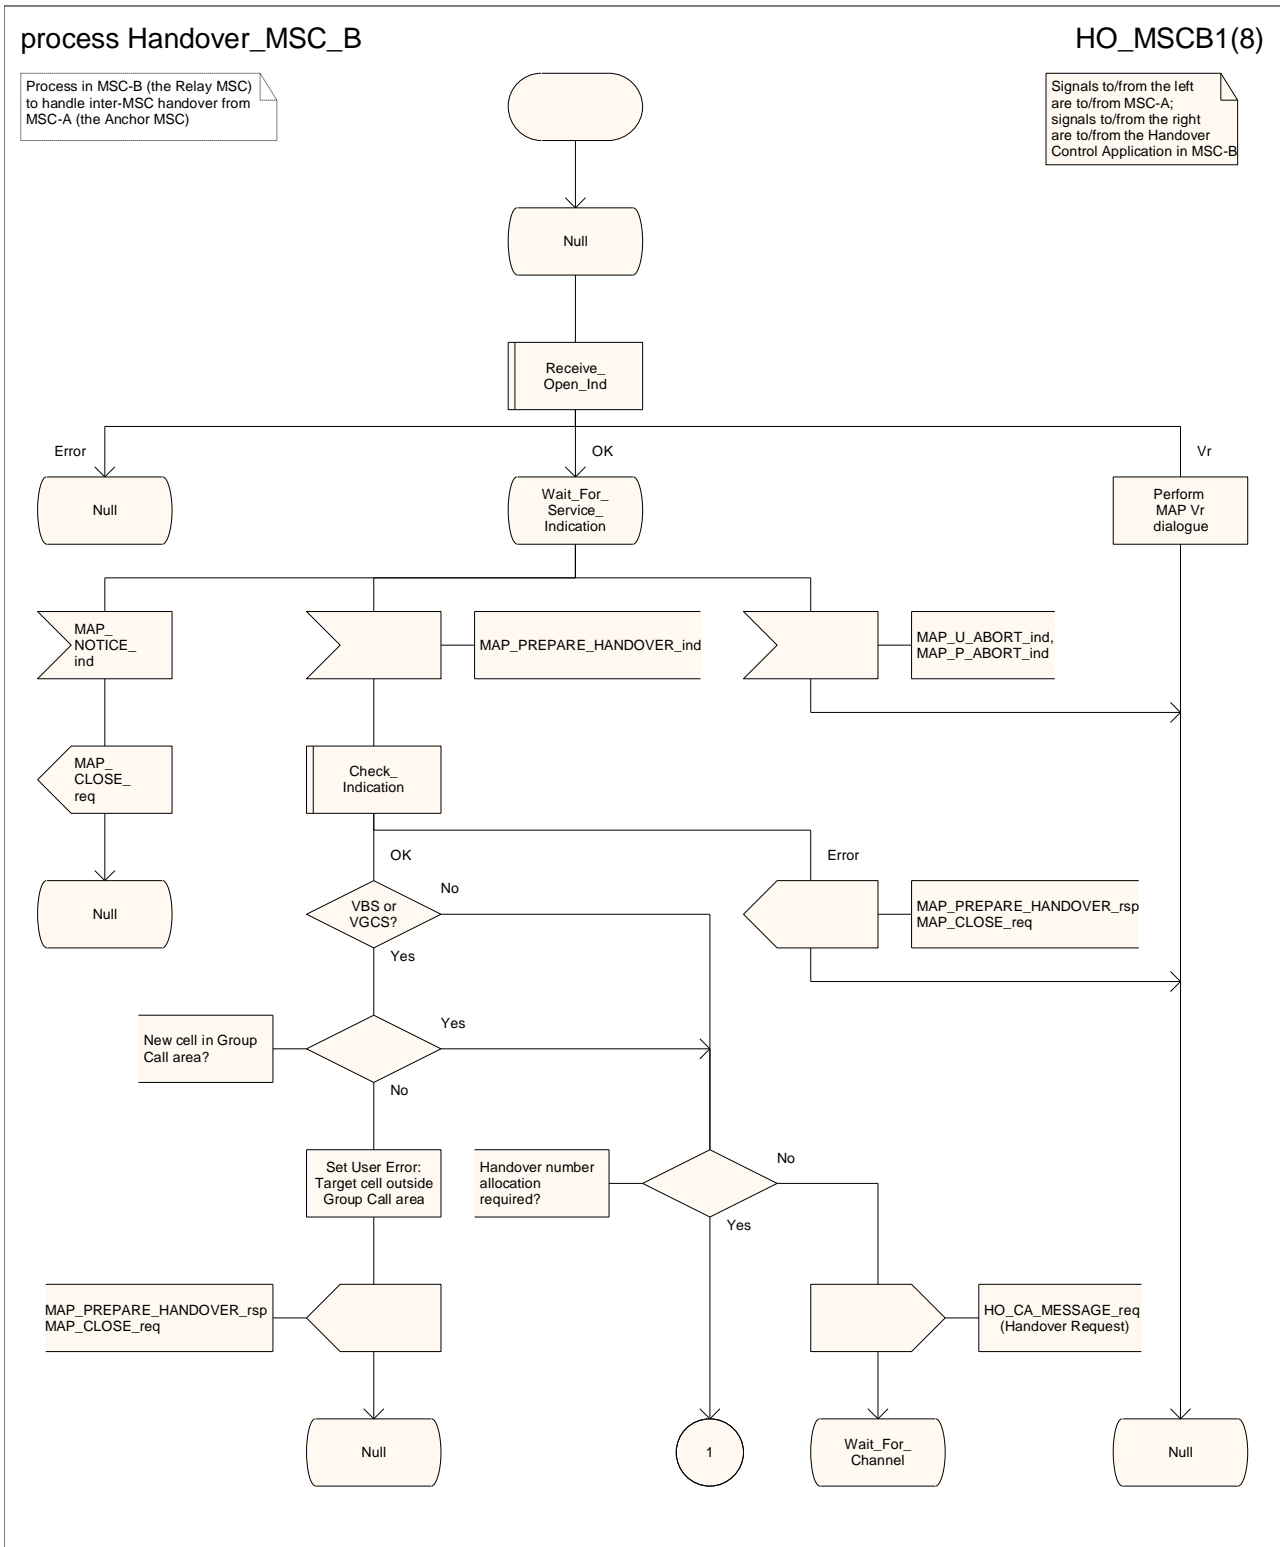 process Handover_MSC_B
HO_MSCB1(8)
Process in MSC-B (the Relay MSC)
to handle inter-MSC handover from
MSC-A (the Anchor MSC)
Signals to/from the left
are to/from MSC-A;
signals to/from the right
are to/from the Handover
Control Application in MSC-B
Null
Receive_
Open_Ind
Error
OK
Vr
Null
Wait_For_
Service_
Indication
Perform
MAP Vr
dialogue
MAP_
NOTICE_
ind
MAP_PREPARE_HANDOVER_ind
MAP_U_ABORT_ind,
MAP_P_ABORT_ind
MAP_
CLOSE_
req
Check_
Indication
OK
Error
Null
VBS or
VGCS?
No
Yes
MAP_PREPARE_HANDOVER_rsp
MAP_CLOSE_req
New cell in Group
Call area?
Yes
No
Set User Error:
Target cell outside
Group Call area
Handover number
allocation
required?
No
Yes
MAP_PREPARE_HANDOVER_rsp
MAP_CLOSE_req
HO_CA_MESSAGE_req
(Handover Request)
Null
1
Wait_For_
Channel
Null